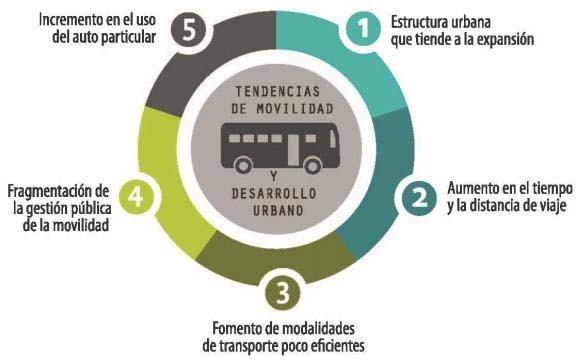 TENDENCIAS
DE MOVILIDAD
Y
DESARROLLO
URBANO
1
Estructura urbana
que tiende a la expansión
2
Aumento en el tiempo
y la distancia de viaje
3
Fomento de modalidades
de transporte poco eficientes
4
Fragmentación de
la gestión pública
de la movilidad
5
Incremento en el uso
del auto particular